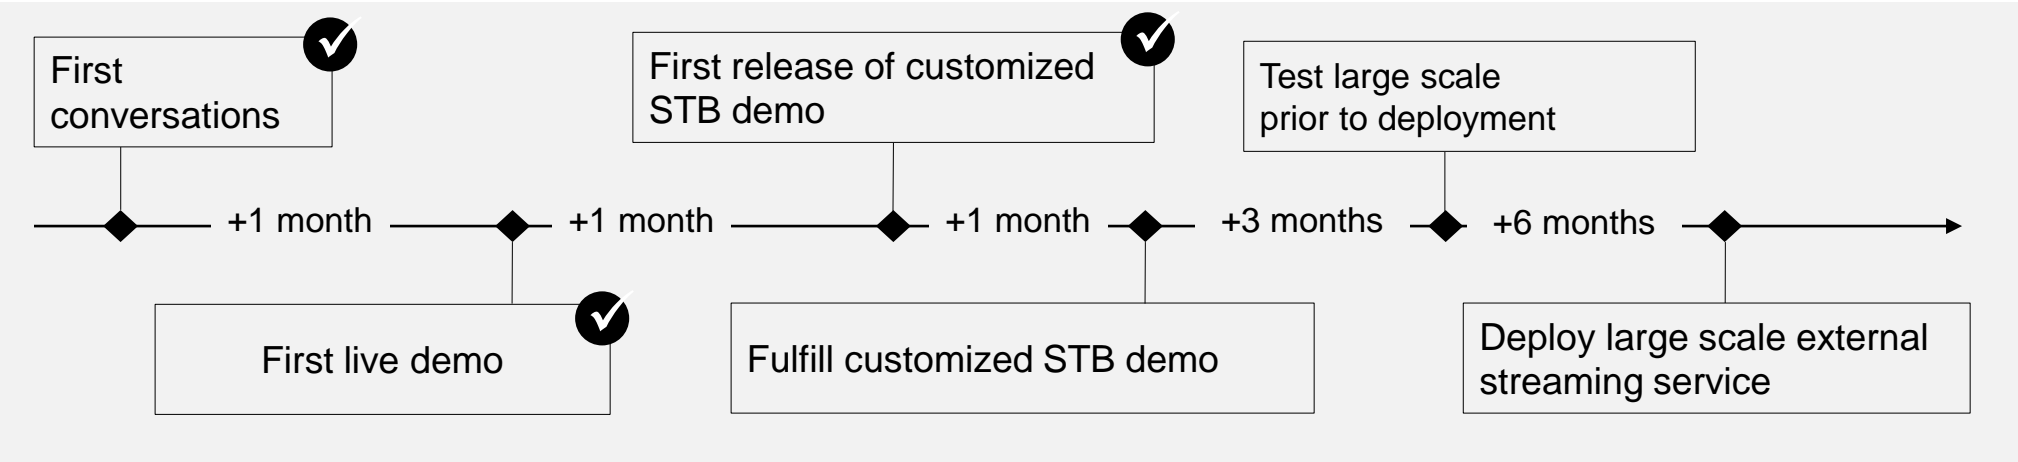 First
conversations
First release of customized
STB demo
Test large scale
prior to deployment
+1 month
+1 month
+1 month
+3 months
+6 months
First live demo
Fulfill customized STB demo
Deploy large scale external
streaming service